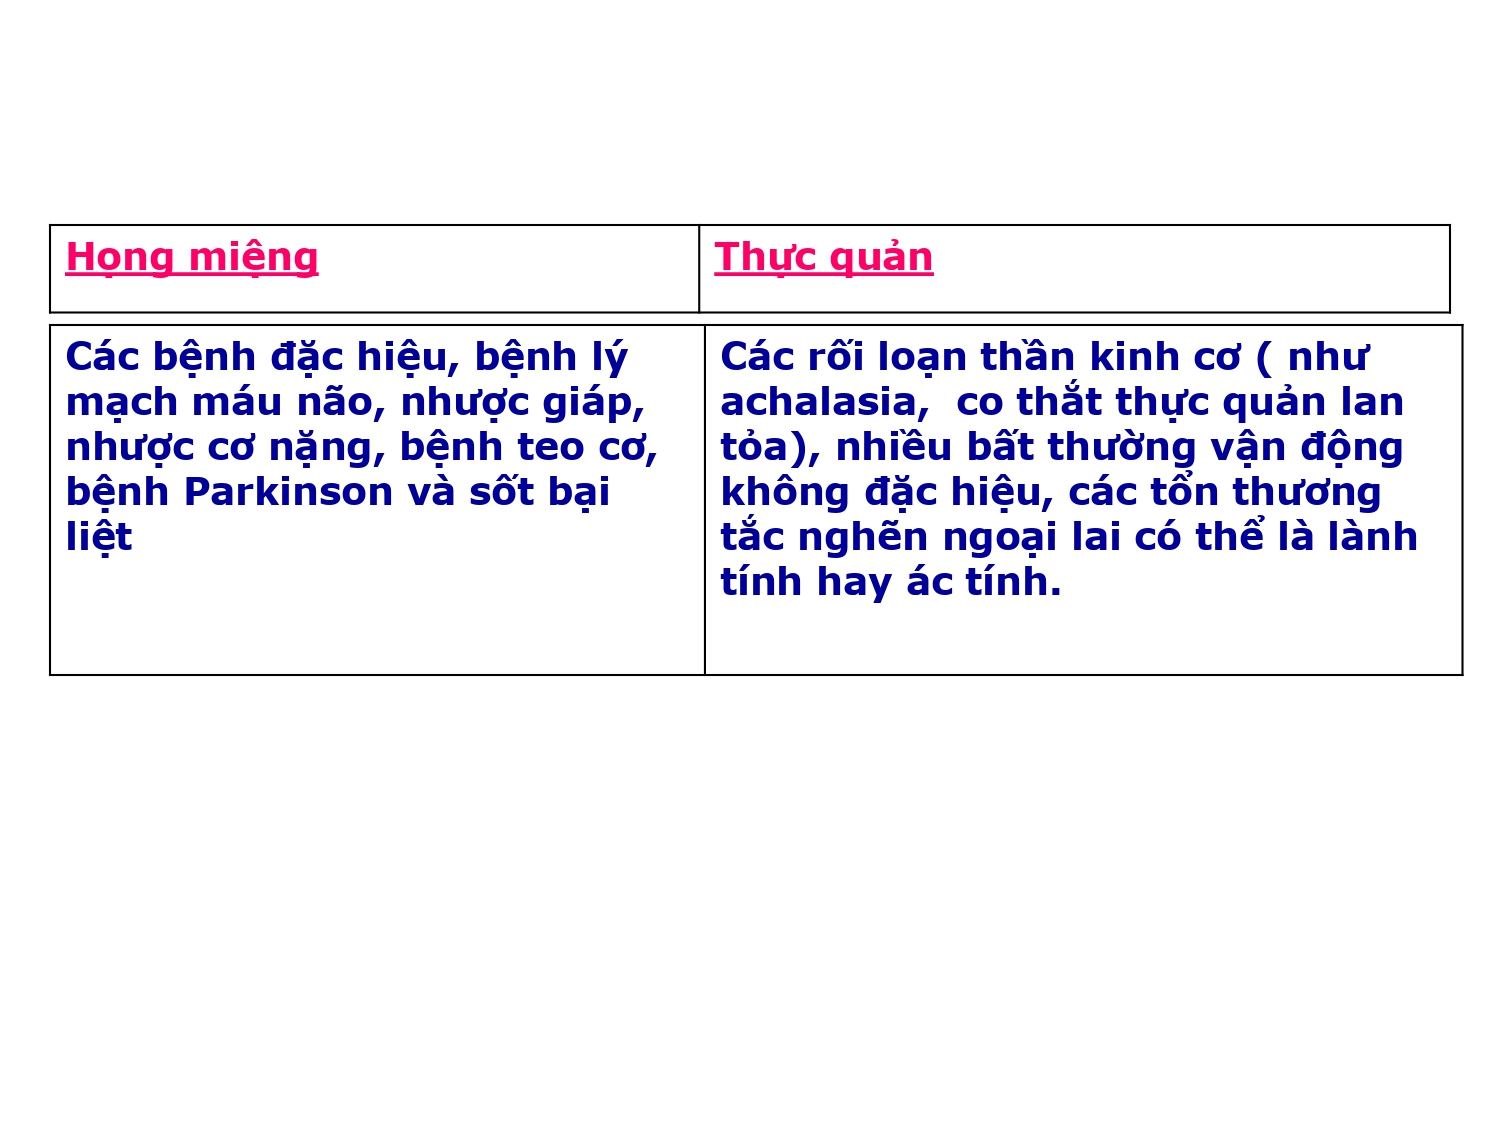 Họng miệng
Thực quản
Các bệnh đặc hiệu, bệnh lý
mạch máu não, nhược giáp,
nhược cơ nặng, bệnh teo cơ,
bệnh Parkinson và sốt bại
liệt
Các rối loạn thần kinh cơ ( như
achalasia,  co thắt thực quản lan
tỏa), nhiều bất thường vận động
không đặc hiệu, các tổn thương
tắc nghẽn ngoại lai có thể là lành
tính hay ác tính.